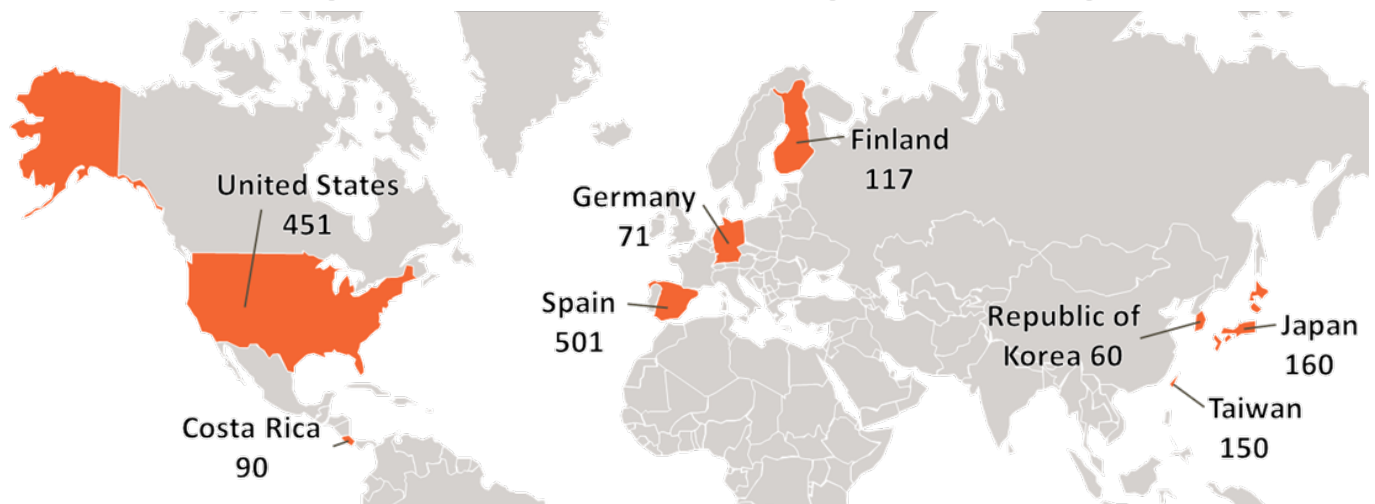 United States
451
Costa Rica
90
Finland
117
Germany
71
Spain
501
Republic of
Korea 60
Japan
160
Taiwan
150